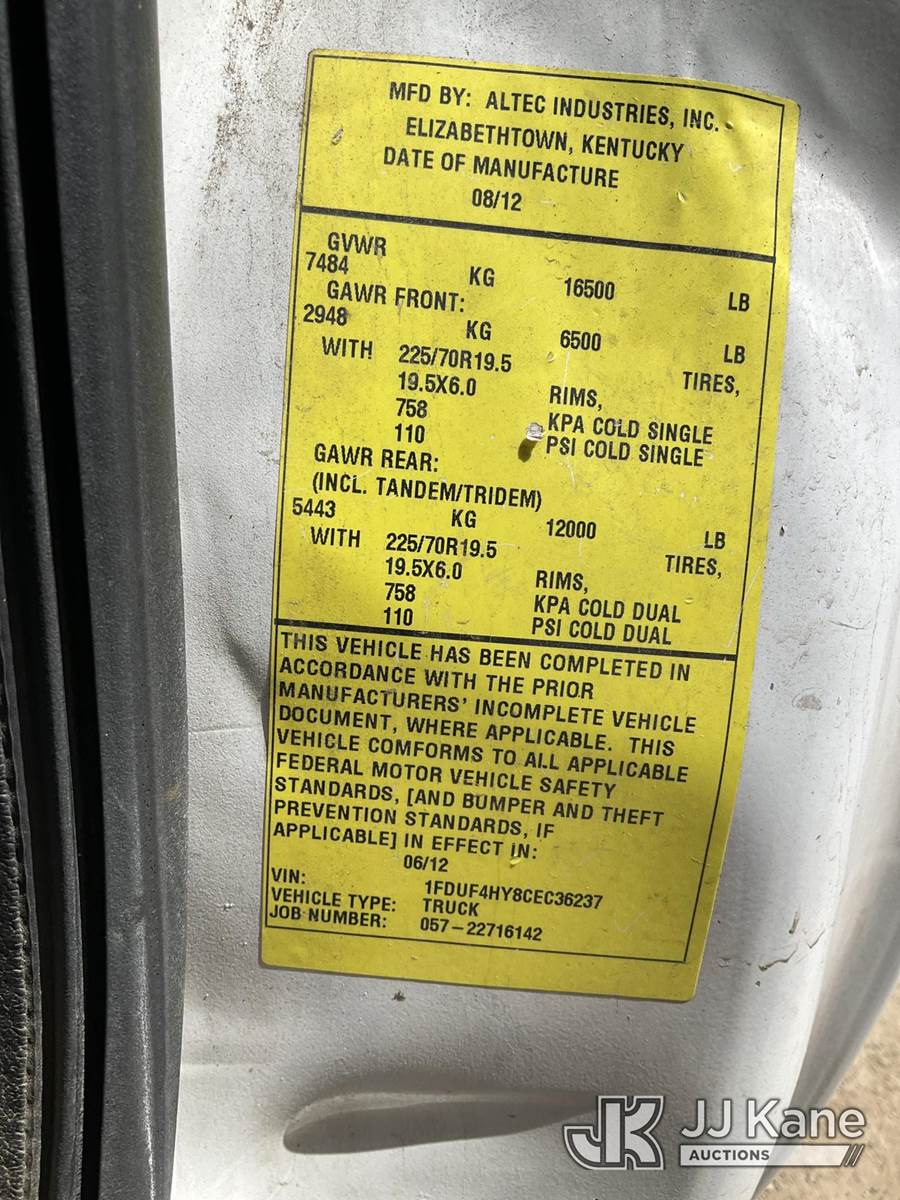 MFD BY: ALTEC INDUSTRIES, INC.
ELIZABETHTOWN, KENTUCKY
DATE OF MANUFACTURE
08/12
GVWR
7484 KG 16500 LB
GAWR FRONT:
2948 KG 6500 LB
WITH 225/70R19.5 TIRES,
19.5X6.0 RIMS,
758 KPA COLD SINGLE
110 PSI COLD SINGLE
GAWR REAR:
(INCL. TANDEM/TRIDEM)
5443 KG 12000 LB
WITH 225/70R19.5 TIRES,
19.5X6.0 RIMS,
758 KPA COLD DUAL
110 PSI COLD DUAL
THIS VEHICLE HAS BEEN COMPLETED IN
ACCORDANCE WITH THE PRIOR
MANUFACTURERS' INCOMPLETE VEHICLE
DOCUMENT, WHERE APPLICABLE. THIS
VEHICLE COMFORMS TO ALL APPLICABLE
FEDERAL MOTOR VEHICLE SAFETY
STANDARDS, [AND BUMPER AND THEFT
PREVENTION STANDARDS, IF
APPLICABLE] IN EFFECT IN:
06/12
VIN: 1FDUF4HY8CEC36237
VEHICLE TYPE: TRUCK
JOB NUMBER: 057-22716142
JK JJ Kane
AUCTIONS